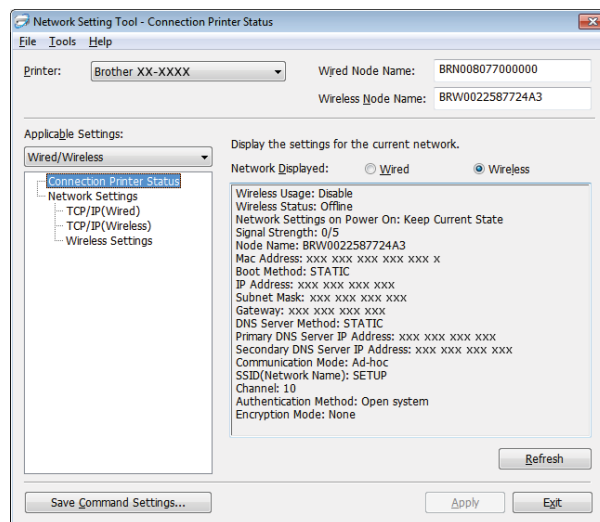 Network Setting Tool - Connection Printer Status
File Tools Help
Printer: Brother XX-XXXX
Wired Node Name: BRN008077000000
Wireless Node Name: BRW0022587724A3
Applicable Settings:
Wired/Wireless
Connection Printer Status
Network Settings
TCP/IP(Wired)
TCP/IP(Wireless)
Wireless Settings
Display the settings for the current network.
Network Displayed: Wired Wireless
Wireless Usage: Disable
Wireless Status: Offline
Network Settings on Power On: Keep Current State
Signal Strength: 0/5
Node Name: BRW0022587724A3
Mac Address: xxx xxx xxx xxx xxx x
Boot Method: STATIC
IP Address: xxx xxx xxx xxx
Subnet Mask: xxx xxx xxx xxx
Gateway: xxx xxx xxx xxx
DNS Server Method: STATIC
Primary DNS Server IP Address: xxx xxx xxx xxx
Secondary DNS Server IP Address: xxx xxx xxx xxx
Communication Mode: Ad-hoc
SSID(Network Name): SETUP
Channel: 10
Authentication Method: Open system
Encryption Mode: None
Refresh
Save Command Settings... Apply Exit